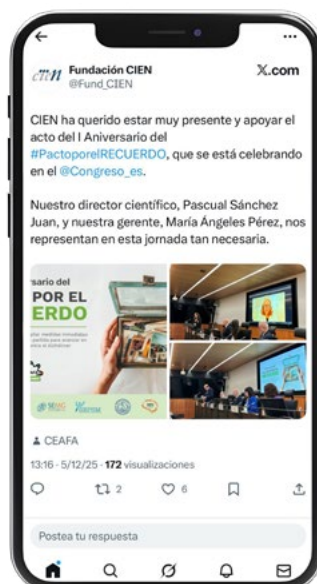 cien Fundación CIEN
@Fund_CIEN
X.com
CIEN ha querido estar muy presente y apoyar el
acto del I Aniversario del
#PactoporelRECUERDO, que se está celebrando
en el @Congreso_es.
Nuestro director científico, Pascual Sánchez
Juan, y nuestra gerente, María Ángeles Pérez, nos
representan en esta jornada tan necesaria.
sario del
POR EL
ERDO
CEAFA
13:16 · 5/12/25 · 172 visualizaciones
2
6
Postea tu respuesta